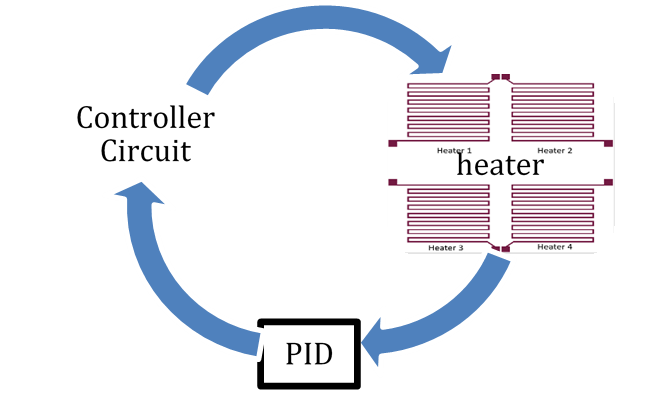 Controller
Circuit
Heater 1
Heater 2
heater
Heater 3
Heater 4
PID